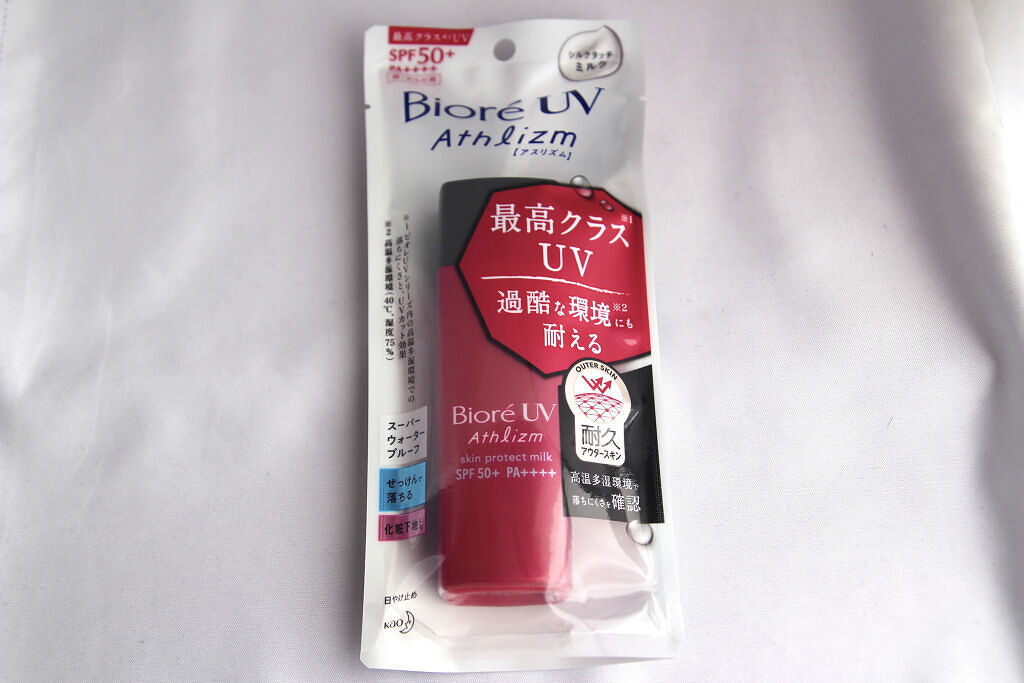 最高クラス※1UV
SPF50+
PA++++
シルクタッチ
ミルク
Bioré UV
Athlizm
【アスリズム】
最高クラス※1
UV
過酷な環境※2にも
耐える
※1 ビオレUVシリーズ内の高温多湿環境での
落ちにくさと、UVカット効果
※2 高温多湿環境(40℃、湿度75%)
OUTER SKIN
耐久
アウタースキン
高温多湿環境で
落ちにくさを確認
Bioré UV
Athlizm
skin protect milk
SPF 50+ PA++++
スーパー
ウォーター
プルーフ
せっけんで
落ちる
化粧下地にも
日やけ止め
kao